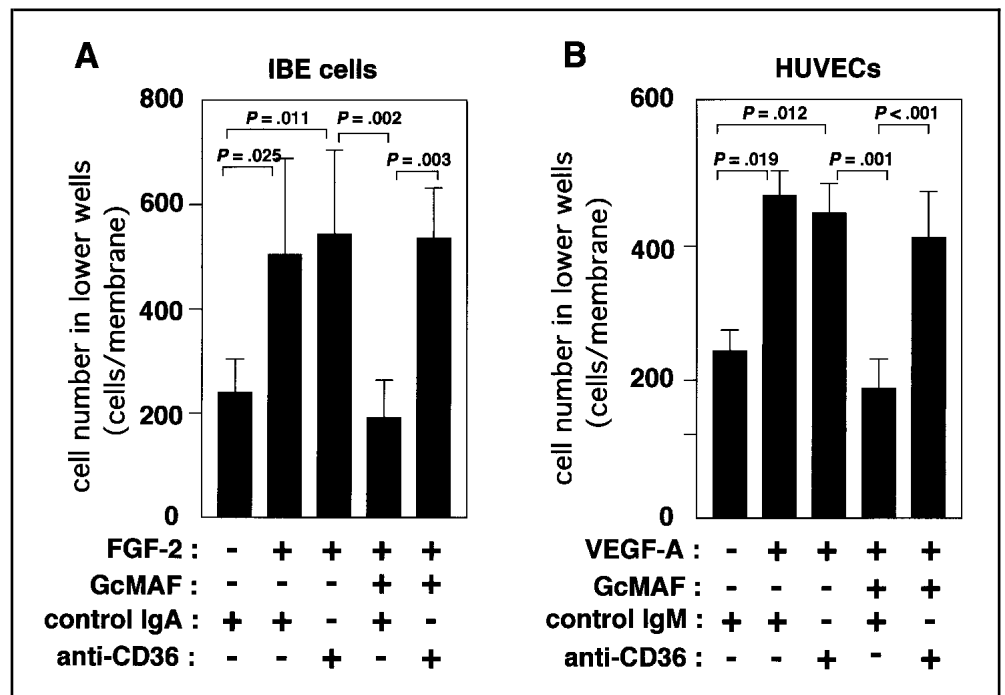 A
IBE cells
cell number in lower wells
(cells/membrane)
800
600
400
200
0
P = .011
P = .002
P = .025
P = .003
FGF-2 : - + + + +
GcMAF : - - - + +
control IgA : + + - + -
anti-CD36 : - - + - +
B
HUVECs
cell number in lower wells
(cells/membrane)
600
400
200
0
P < .001
P = .012
P = .019
P = .001
VEGF-A : - + + + +
GcMAF : - - - + +
control IgM : + + - + -
anti-CD36 : - - + - +